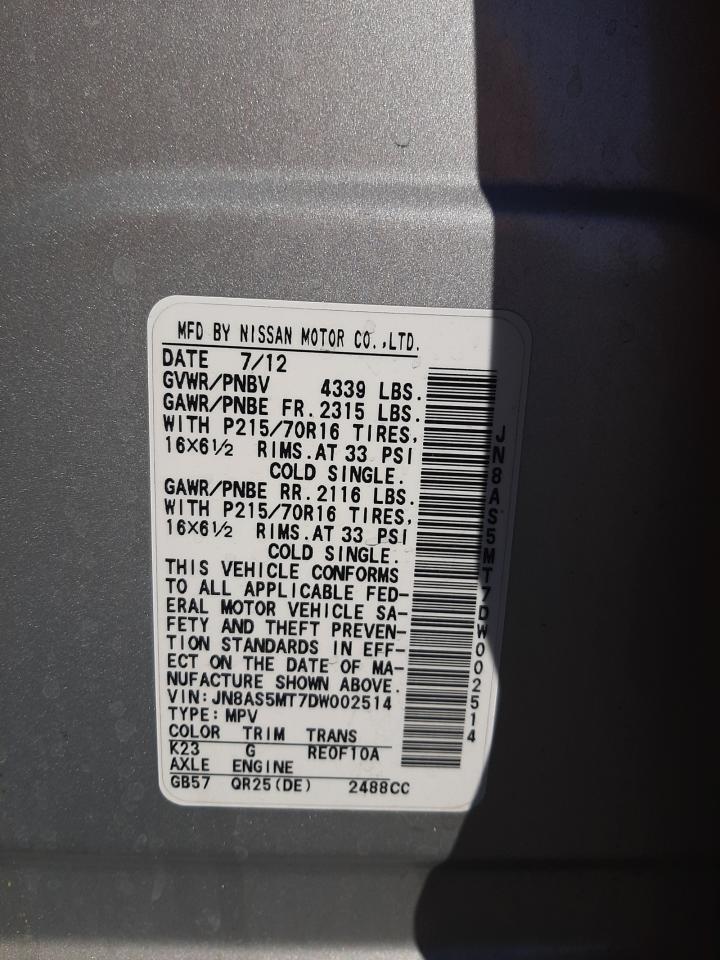 MFD BY NISSAN MOTOR CO.,LTD.
DATE 7/12
GVWR/PNBV 4339 LBS.
GAWR/PNBE FR. 2315 LBS.
WITH P215/70R16 TIRES,
16X6½ RIMS. AT 33 PSI
COLD SINGLE.
GAWR/PNBE RR. 2116 LBS.
WITH P215/70R16 TIRES,
16X6½ RIMS. AT 33 PSI
COLD SINGLE.
THIS VEHICLE CONFORMS
TO ALL APPLICABLE FED-
ERAL MOTOR VEHICLE SA-
FETY AND THEFT PREVEN-
TION STANDARDS IN EFF-
ECT ON THE DATE OF MA-
NUFACTURE SHOWN ABOVE.
VIN:JN8AS5MT7DW002514
TYPE:MPV
COLOR TRIM TRANS
K23 G RE0F10A
AXLE ENGINE
GB57 QR25(DE) 2488CC
JN8AS5MT7DW002514